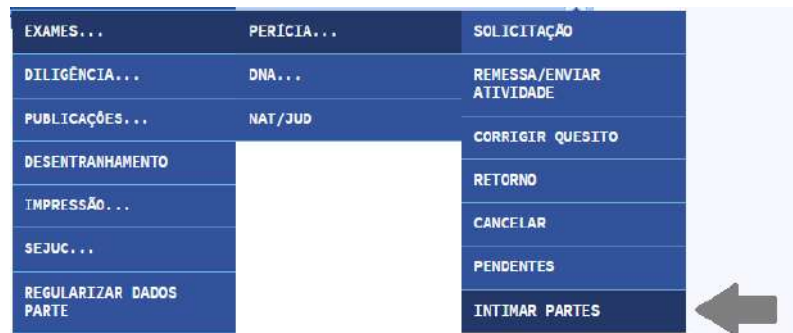 EXAMES...
DILIGÊNCIA...
PUBLICAÇÕES...
DESENTRANHAMENTO
IMPRESSÃO...
SEJUC...
REGULARIZAR DADOS
PARTE
PERÍCIA...
DNA...
NAT/JUD
SOLICITAÇÃO
REMESSA/ENVIAR
ATIVIDADE
CORRIGIR QUESITO
RETORNO
CANCELAR
PENDENTES
INTIMAR PARTES